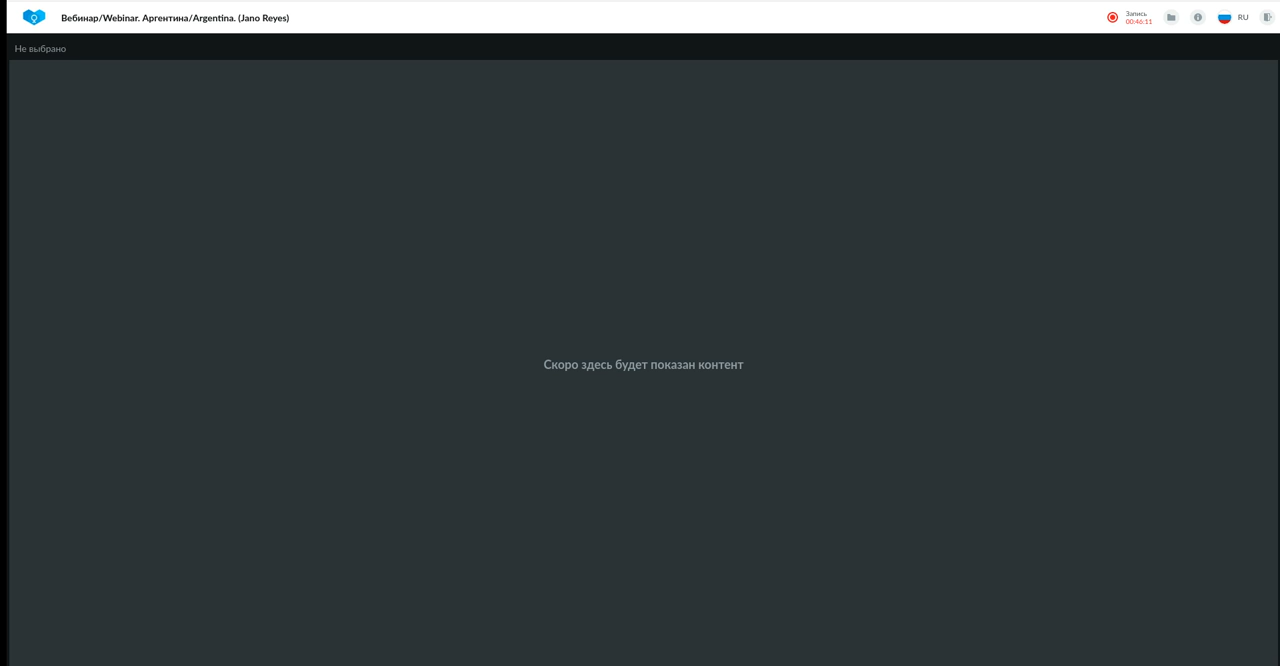 Вебинар/Webinar. Аргентина/Argentina. (Jano Reyes)
Запись
00:46:11
RU
Не выбрано
Скоро здесь будет показан контент